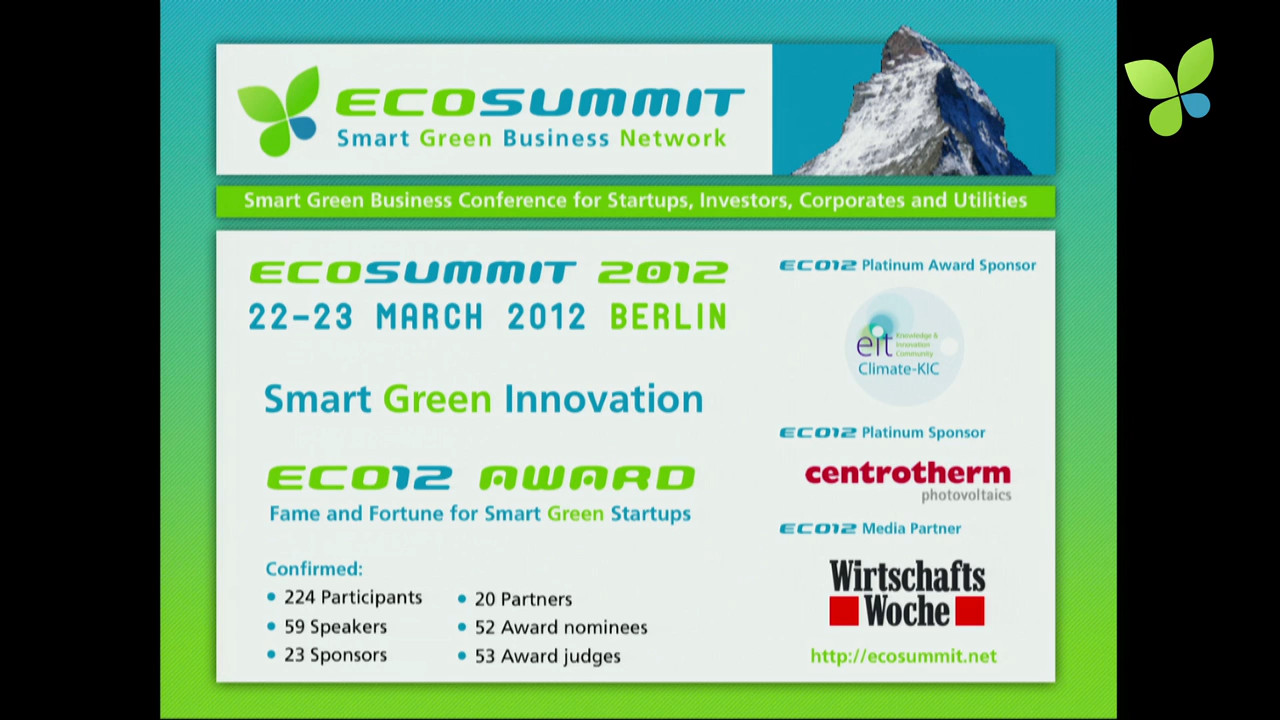 ECOSUMMIT
Smart Green Business Network
Smart Green Business Conference for Startups, Investors, Corporates and Utilities
ECOSUMMIT 2012
22-23 MARCH 2012 BERLIN
Smart Green Innovation
ECO12 AWARD
Fame and Fortune for Smart Green Startups
Confirmed:
• 224 Participants
• 59 Speakers
• 23 Sponsors
• 20 Partners
• 52 Award nominees
• 53 Award judges
ECO12 Platinum Award Sponsor
eit
Knowledge &
Innovation
Community
Climate-KIC
ECO12 Platinum Sponsor
centrotherm
photovoltaics
ECO12 Media Partner
Wirtschafts
Woche
http://ecosummit.net